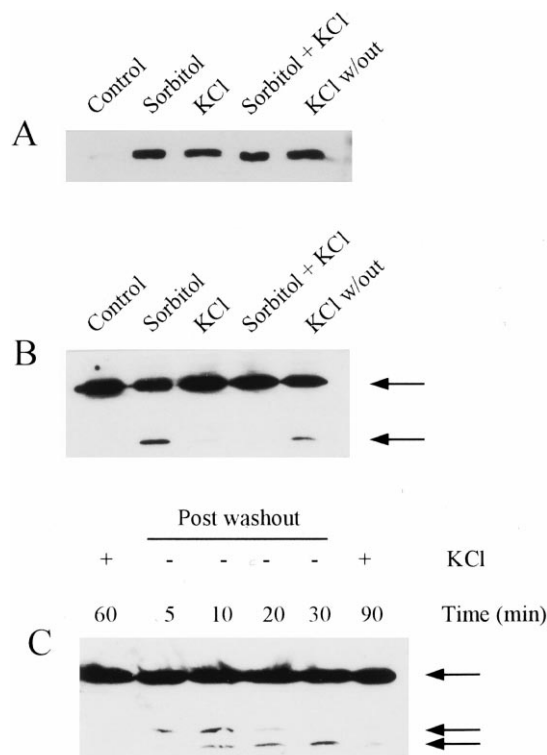 Control
Sorbitol
KCl
Sorbitol + KCl
KCl w/out
A
Control
Sorbitol
KCl
Sorbitol + KCl
KCl w/out
B
Post washout
+ - - - - + KCl
60 5 10 20 30 90 Time (min)
C